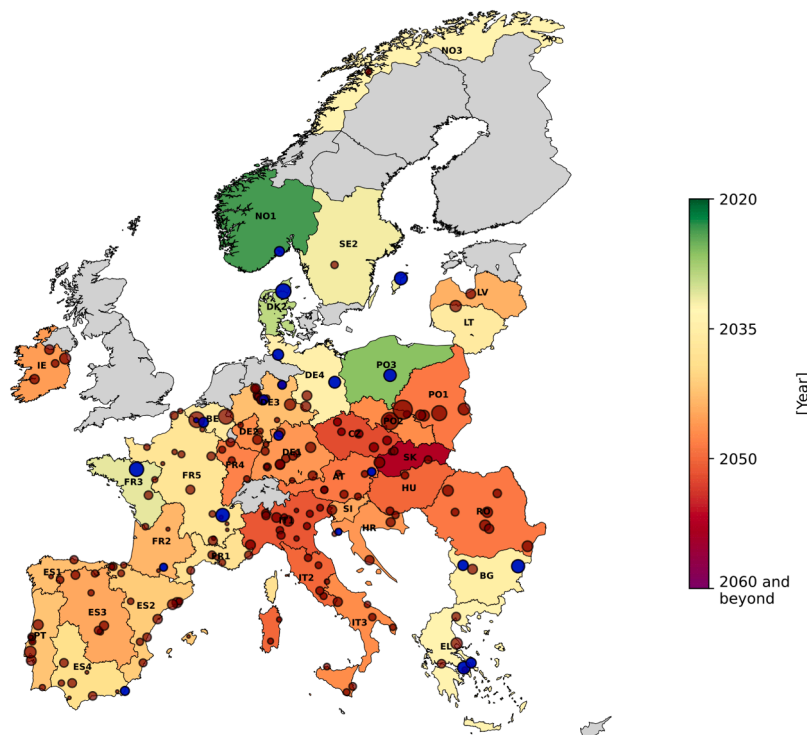 NO3
2020
NO1
SE2
DK2
LV
LT
2035
IE
PO3
DE4
PO1
[Year]
BE
PO2
DE2
CZ
DE1
SK
2050
FR4
FR5
AT
HU
FR3
SI
RO
HR
FR2
FR1
ES1
IT2
BG
2060 and
beyond
ES2
ES3
PT
IT3
EL
ES4